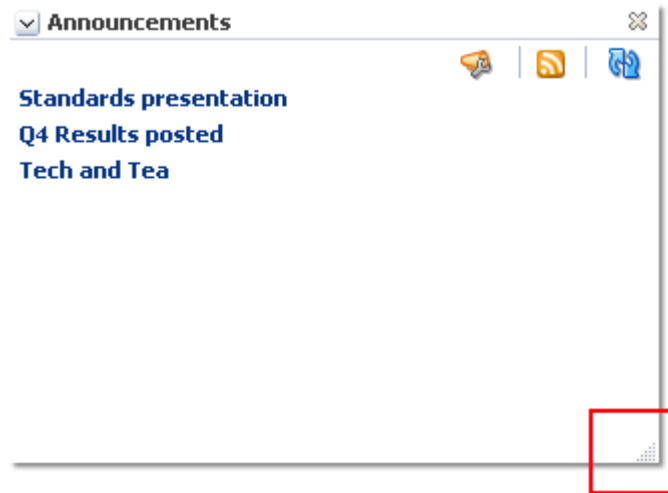 Announcements
Standards presentation
Q4 Results posted
Tech and Tea